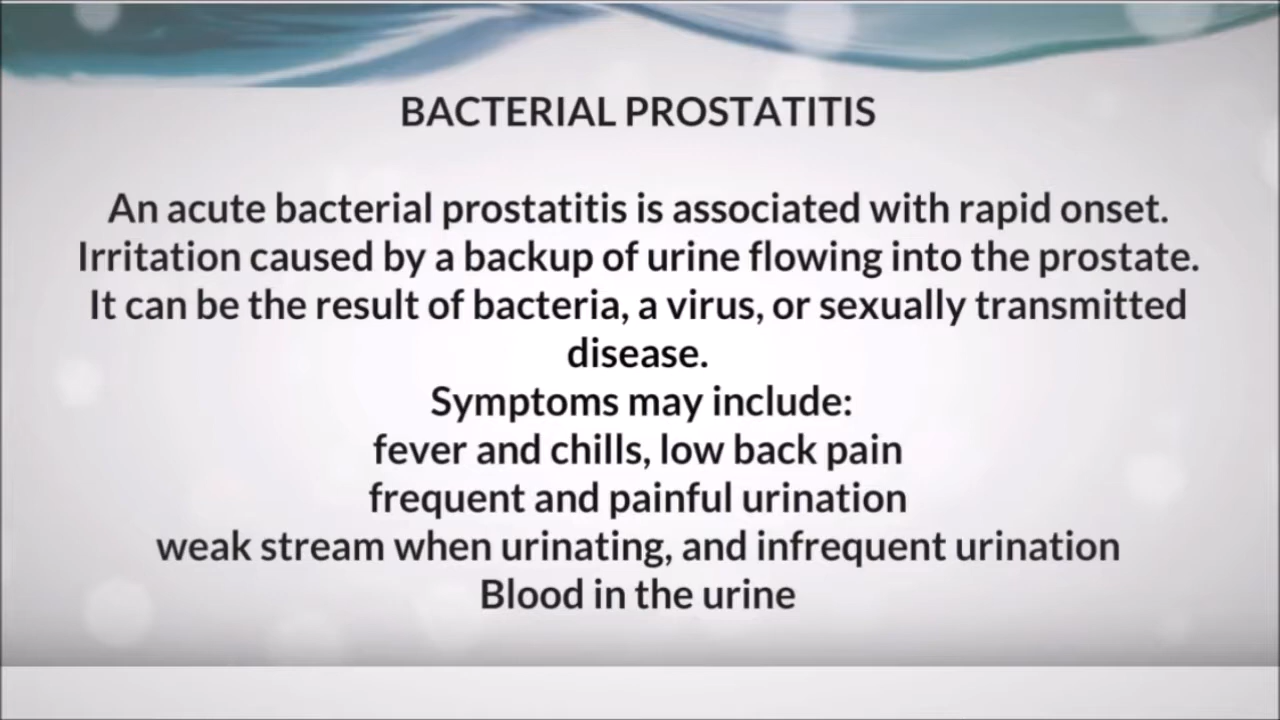 BACTERIAL PROSTATITIS
An acute bacterial prostatitis is associated with rapid onset.
Irritation caused by a backup of urine flowing into the prostate.
It can be the result of bacteria, a virus, or sexually transmitted
disease.
Symptoms may include:
fever and chills, low back pain
frequent and painful urination
weak stream when urinating, and infrequent urination
Blood in the urine